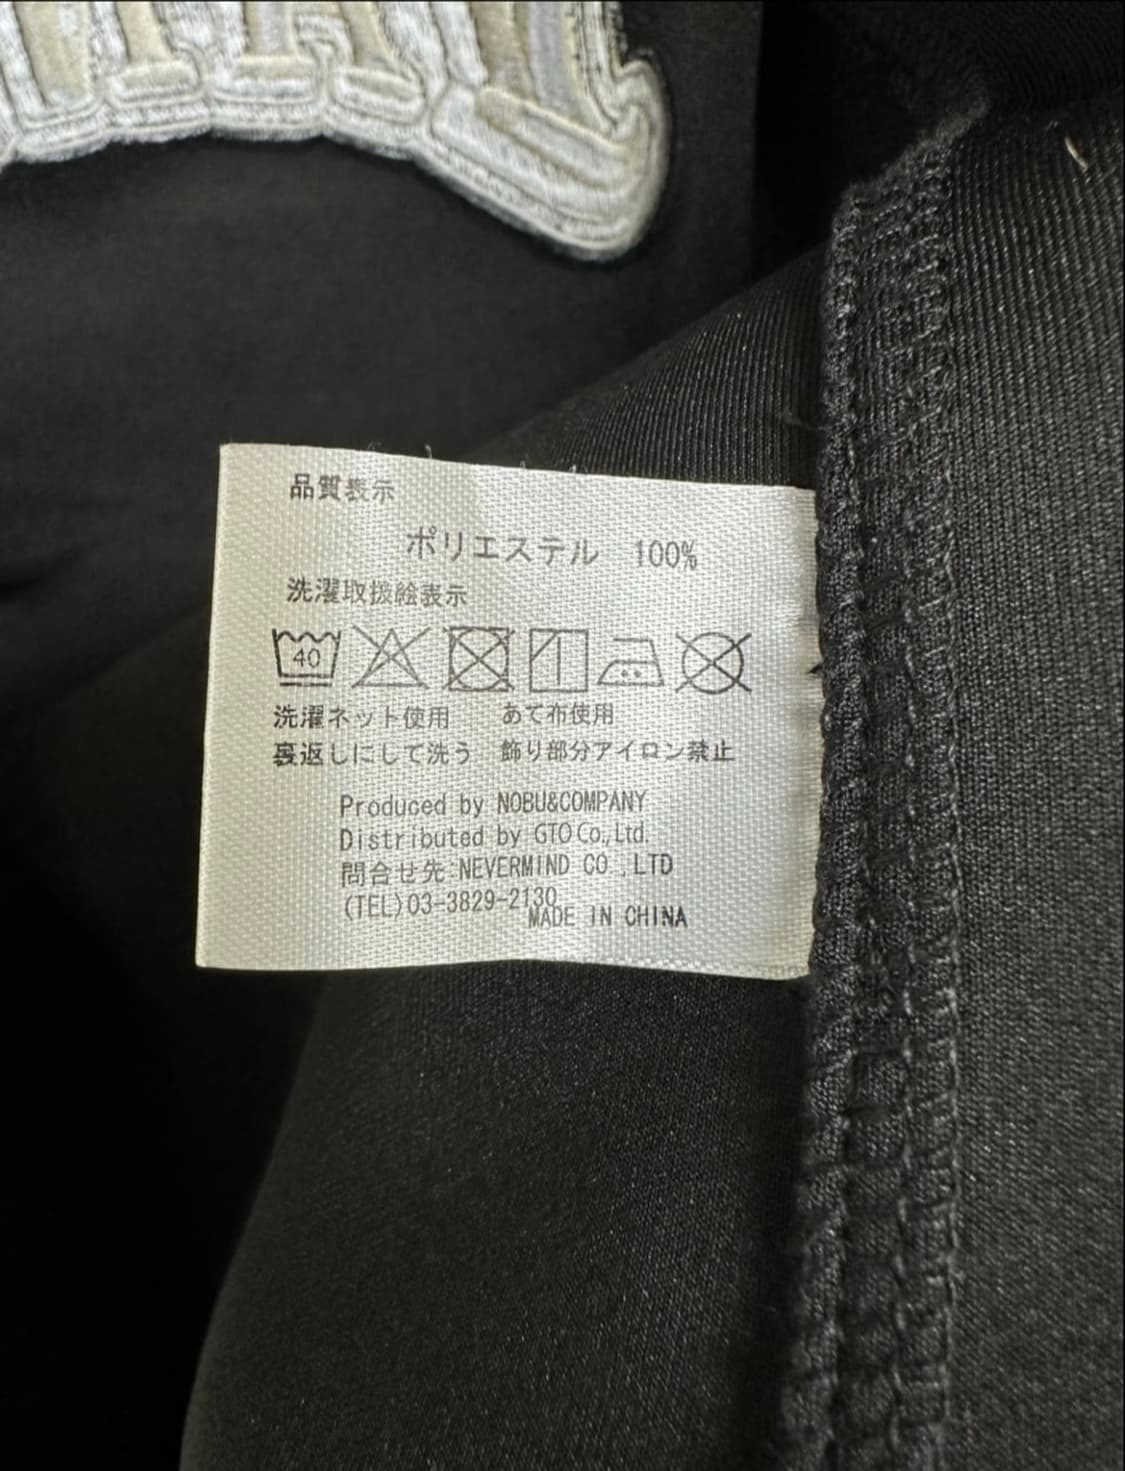 品質表示
ポリエステル 100%
洗濯取扱絵表示
40
洗濯ネット使用 あて布使用
裏返しにして洗う 飾り部分アイロン禁止
Produced by NOBU&COMPANY
Distributed by GTO Co., Ltd.
問合せ先:NEVERMIND CO .LTD
(TEL)03-3829-2130
MADE IN CHINA